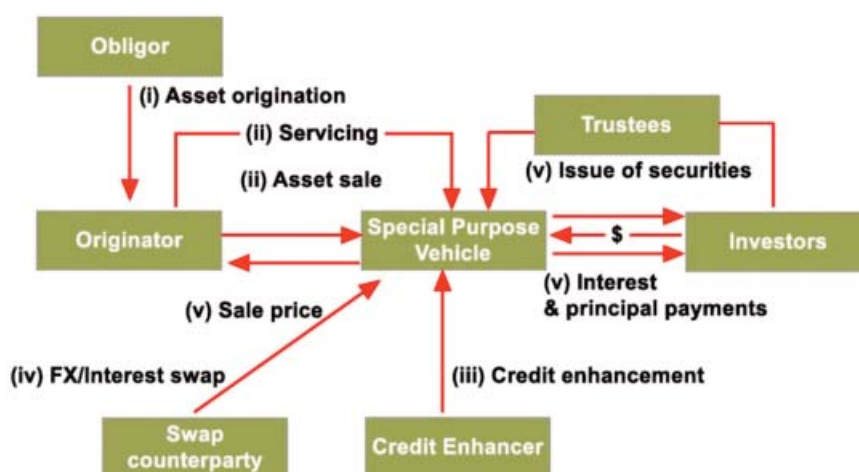 Obligor
(i) Asset origination
(ii) Servicing
Trustees
(ii) Asset sale
(v) Issue of securities
Originator
Special Purpose
Vehicle
$
Investors
(v) Sale price
(v) Interest
& principal payments
(iv) FX/Interest swap
(iii) Credit enhancement
Swap
counterparty
Credit Enhancer